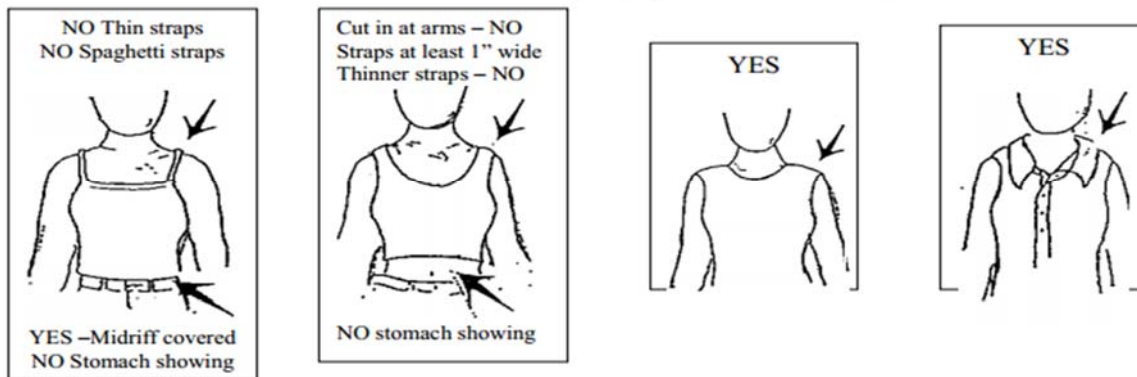 NO Thin straps
NO Spaghetti straps
YES –Midriff covered
NO Stomach showing
Cut in at arms – NO
Straps at least 1” wide
Thinner straps – NO
NO stomach showing
YES
YES